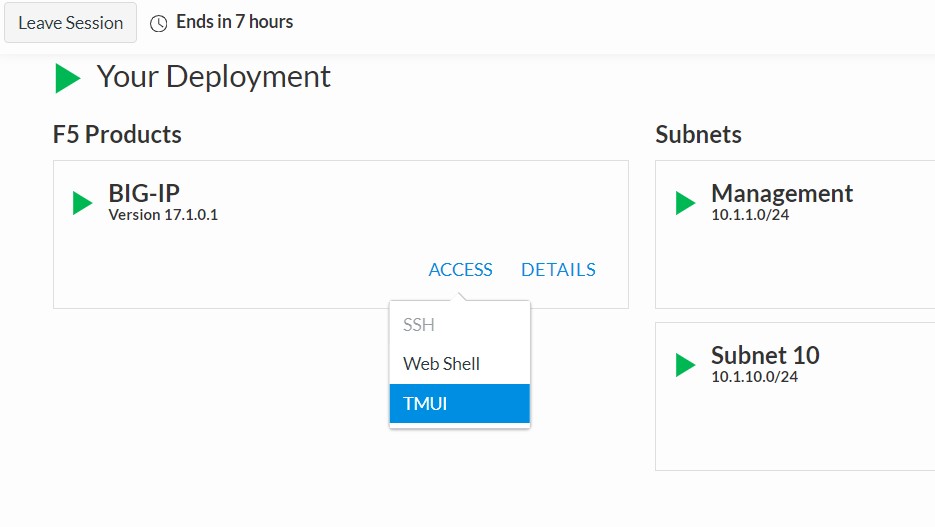 Leave Session
Ends in 7 hours
Your Deployment
F5 Products
BIG-IP
Version 17.1.0.1
ACCESS
DETAILS
SSH
Web Shell
TMUI
Subnets
Management
10.1.1.0/24
Subnet 10
10.1.10.0/24